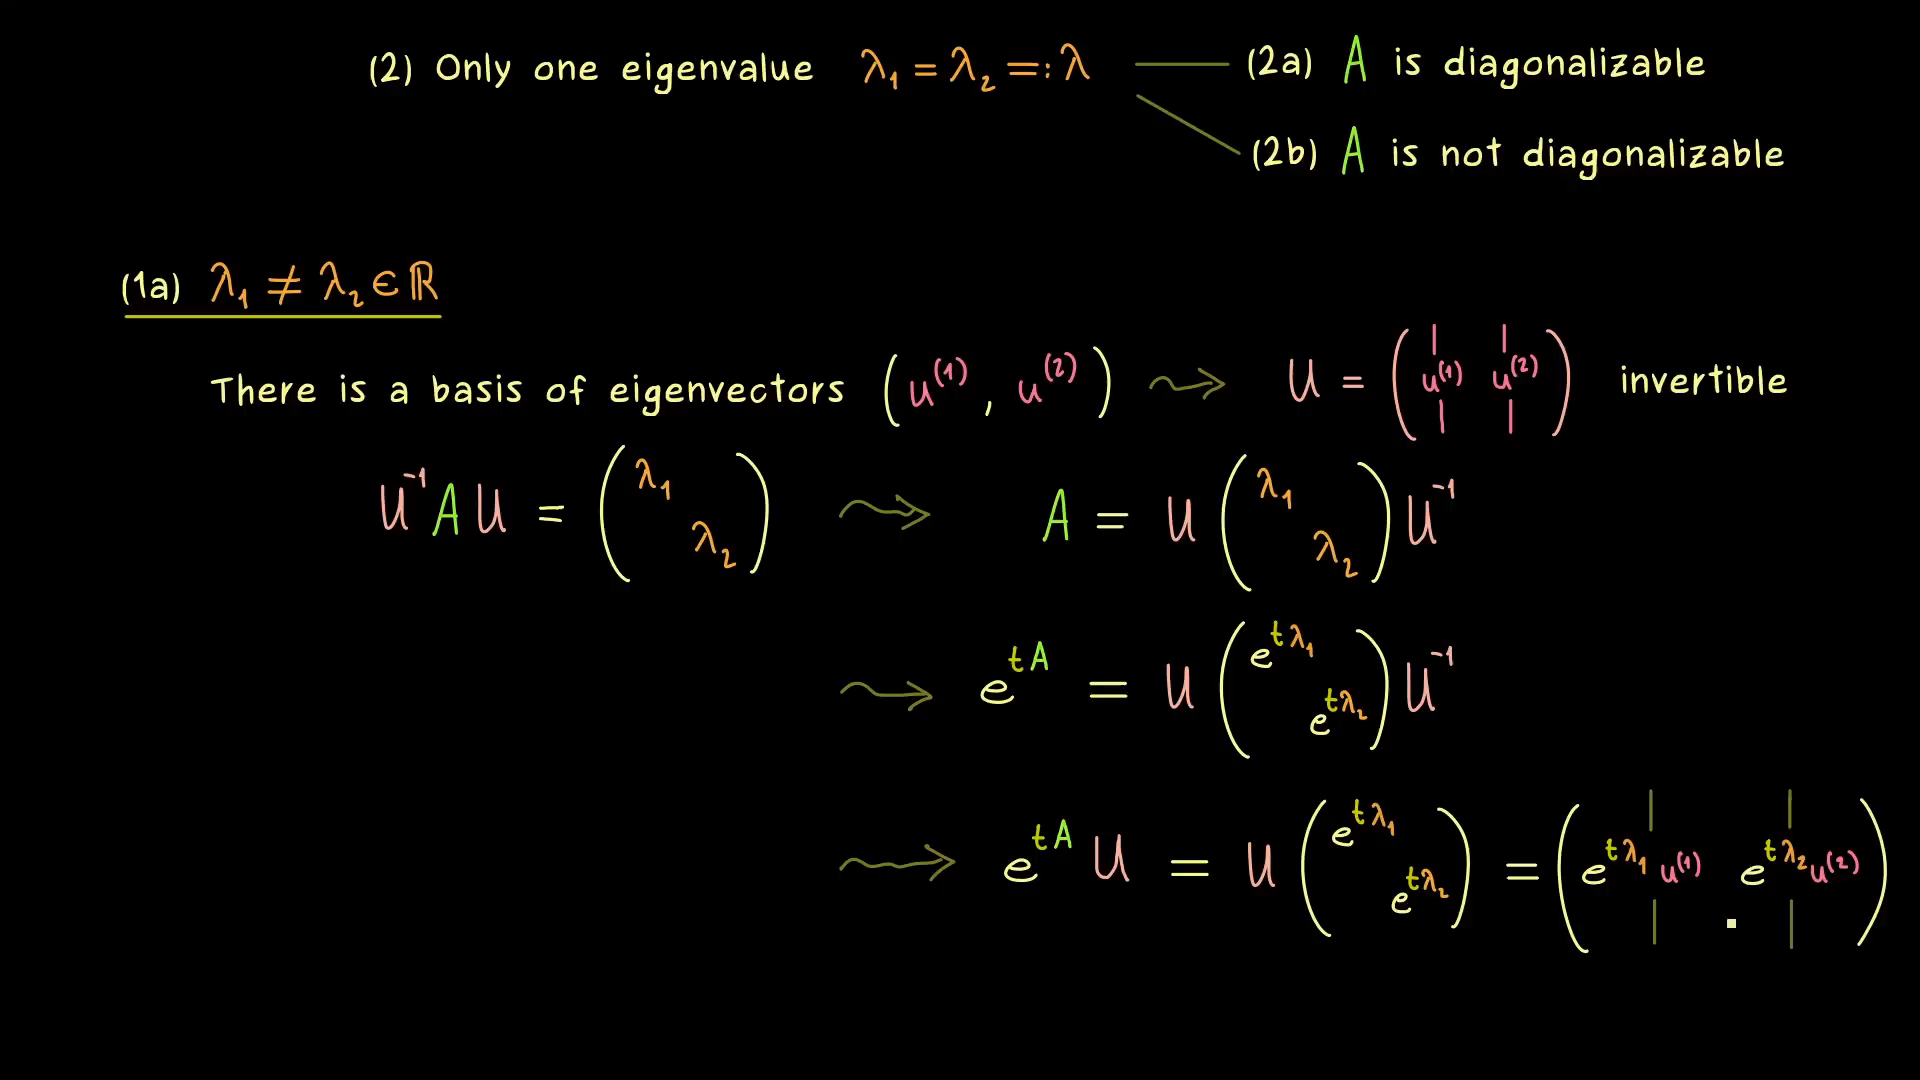 (2) Only one eigenvalue λ₁ = λ₂ =: λ — (2a) A is diagonalizable
(2b) A is not diagonalizable
(1a) λ₁ ≠ λ₂ ∈ ℝ
There is a basis of eigenvectors (u⁽¹⁾, u⁽²⁾) ⇝ U = (u⁽¹⁾ u⁽²⁾) invertible
U⁻¹ A U = (λ₁ λ₂) ⇝ A = U (λ₁ λ₂) U⁻¹
⇝ e^{tA} = U (e^{tλ₁} e^{tλ₂}) U⁻¹
⇝ e^{tA} U = U (e^{tλ₁} e^{tλ₂}) = (e^{tλ₁} u⁽¹⁾ e^{tλ₂} u⁽²⁾)